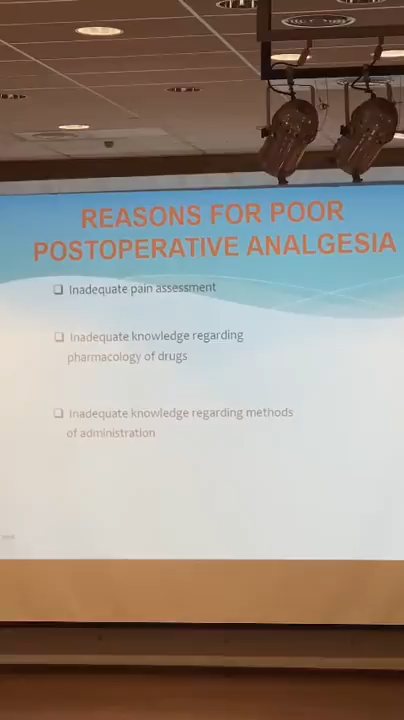 REASONS FOR POOR
POSTOPERATIVE ANALGESIA
❑ Inadequate pain assessment
❑ Inadequate knowledge regarding
pharmacology of drugs
❑ Inadequate knowledge regarding methods
of administration